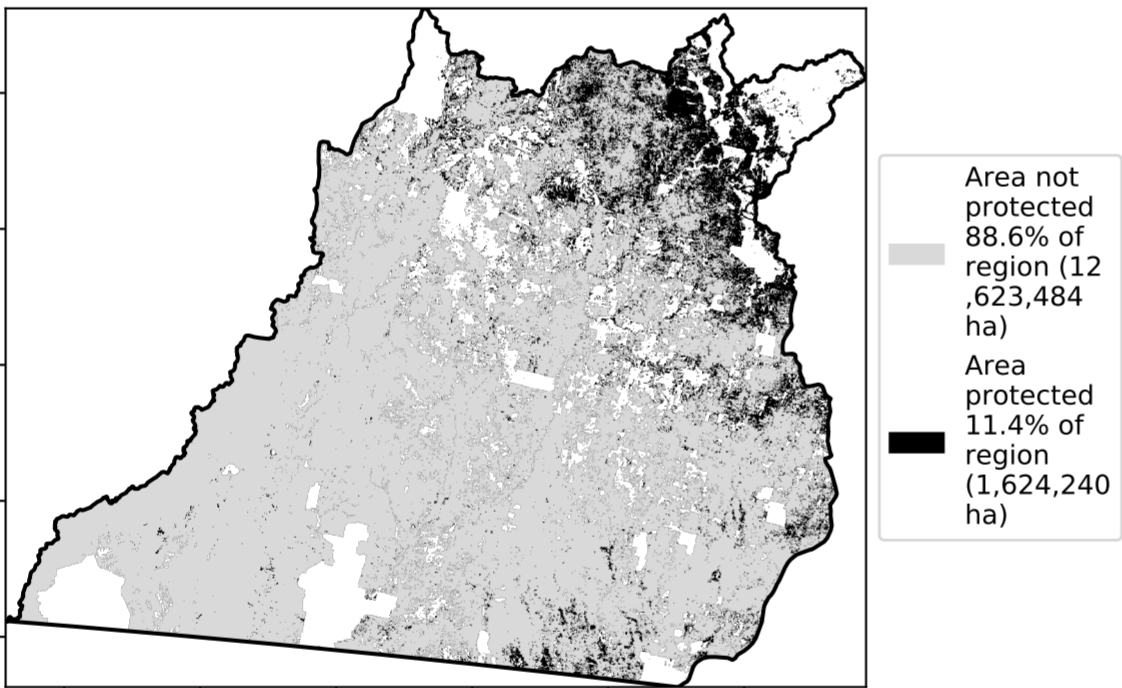 Area not
protected
88.6% of
region (12
,623,484
ha)
Area
protected
11.4% of
region
(1,624,240
ha)